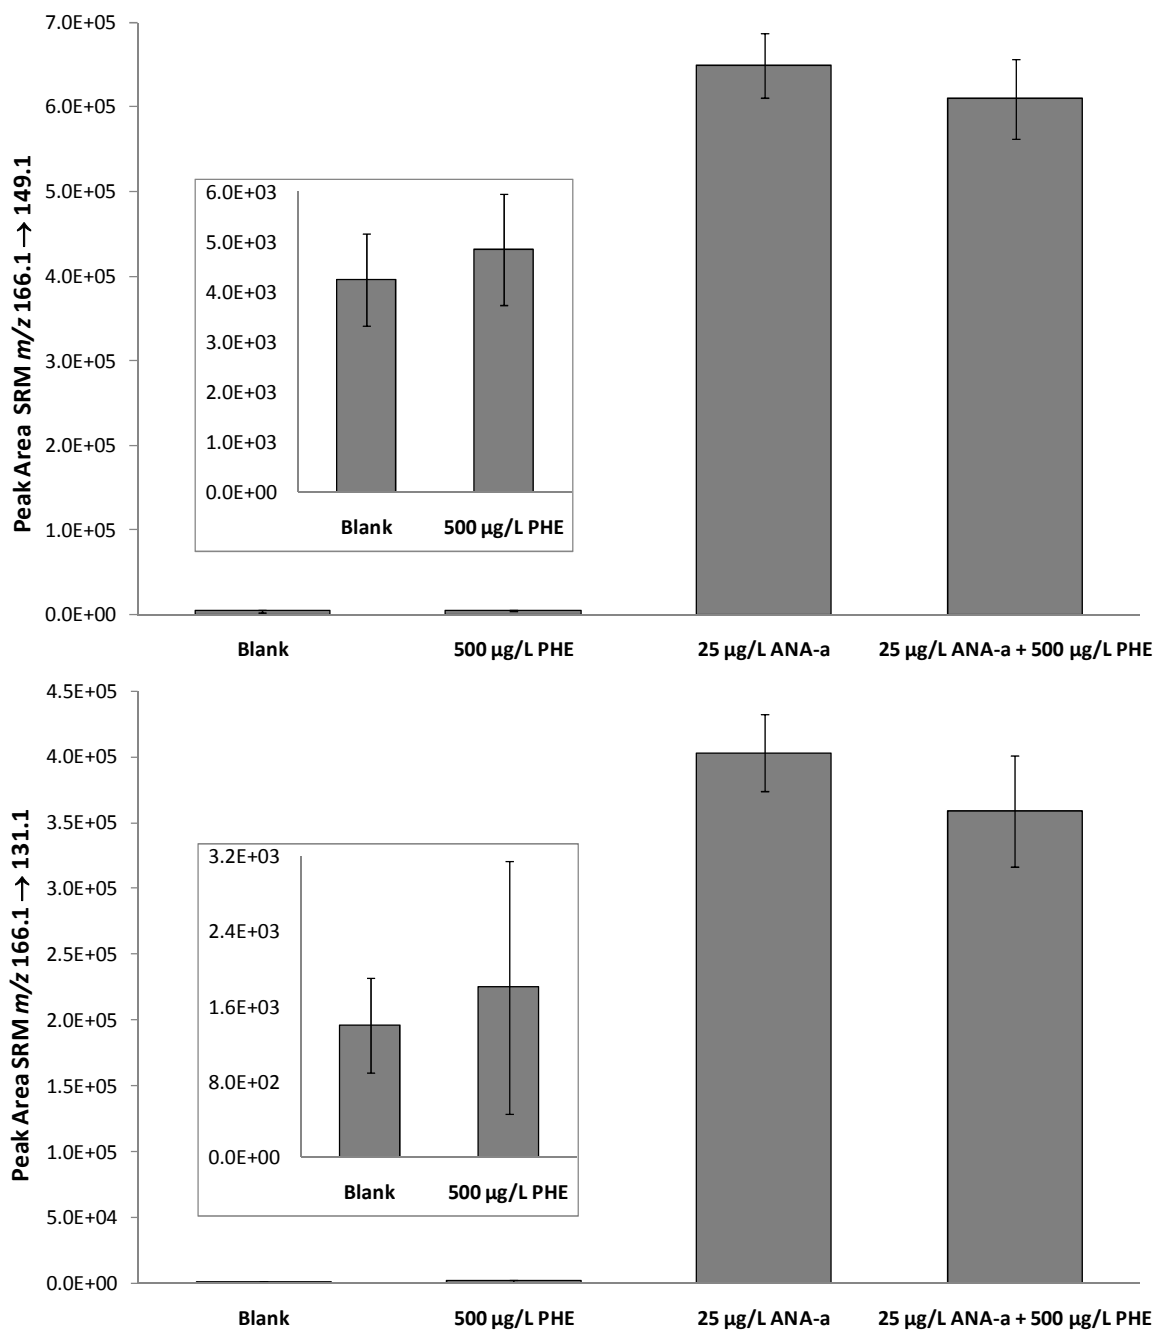 Peak Area SRM m/z 166.1 → 149.1
7.0E+05
6.0E+05
5.0E+05
4.0E+05
3.0E+05
2.0E+05
1.0E+05
0.0E+00
6.0E+03
5.0E+03
4.0E+03
3.0E+03
2.0E+03
1.0E+03
0.0E+00
Blank 500 µg/L PHE
Blank 500 µg/L PHE 25 µg/L ANA-a 25 µg/L ANA-a + 500 µg/L PHE
Peak Area SRM m/z 166.1 → 131.1
4.5E+05
4.0E+05
3.5E+05
3.0E+05
2.5E+05
2.0E+05
1.5E+05
1.0E+05
5.0E+04
0.0E+00
3.2E+03
2.4E+03
1.6E+03
8.0E+02
0.0E+00
Blank 500 µg/L PHE
Blank 500 µg/L PHE 25 µg/L ANA-a 25 µg/L ANA-a + 500 µg/L PHE